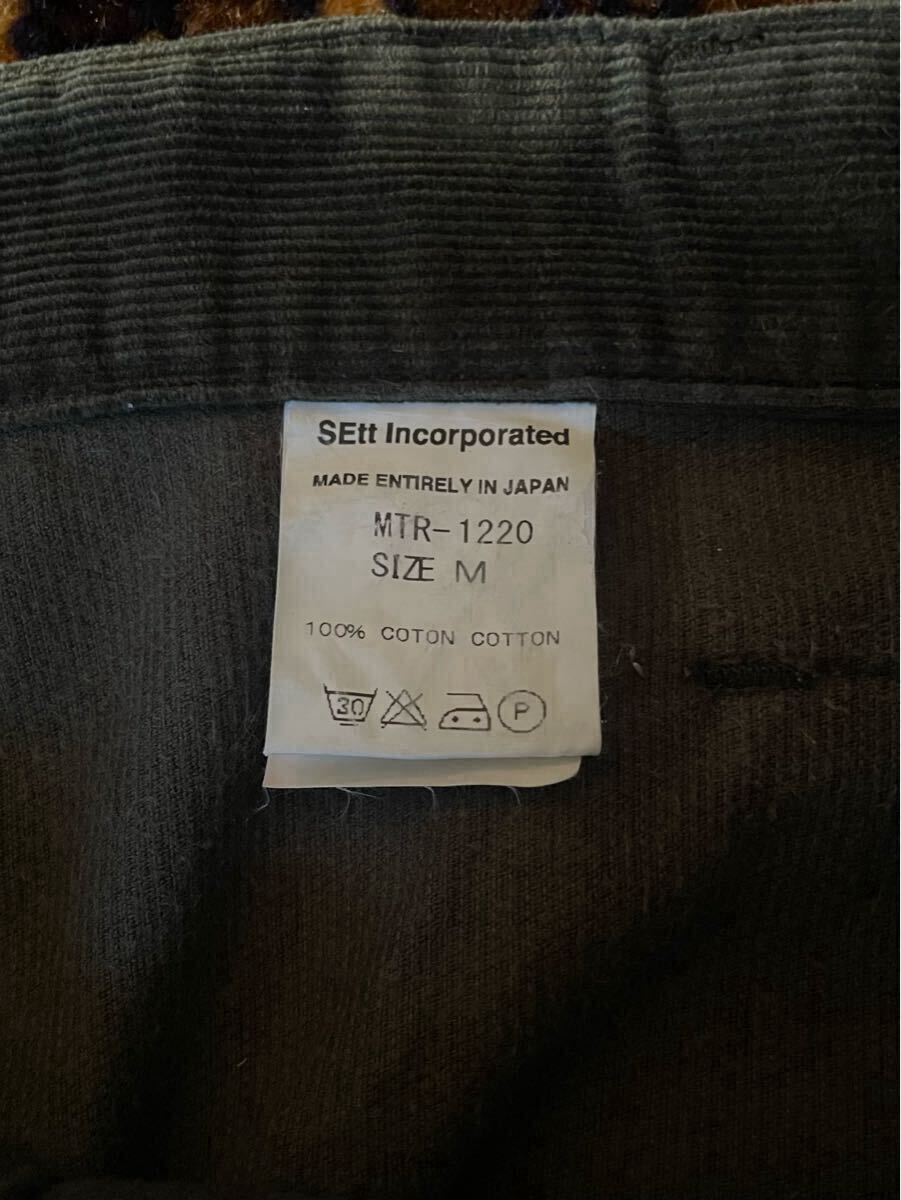 SEtt Incorporated
MADE ENTIRELY IN JAPAN
MTR-1220
SIZE M
100% COTON COTTON
30 P